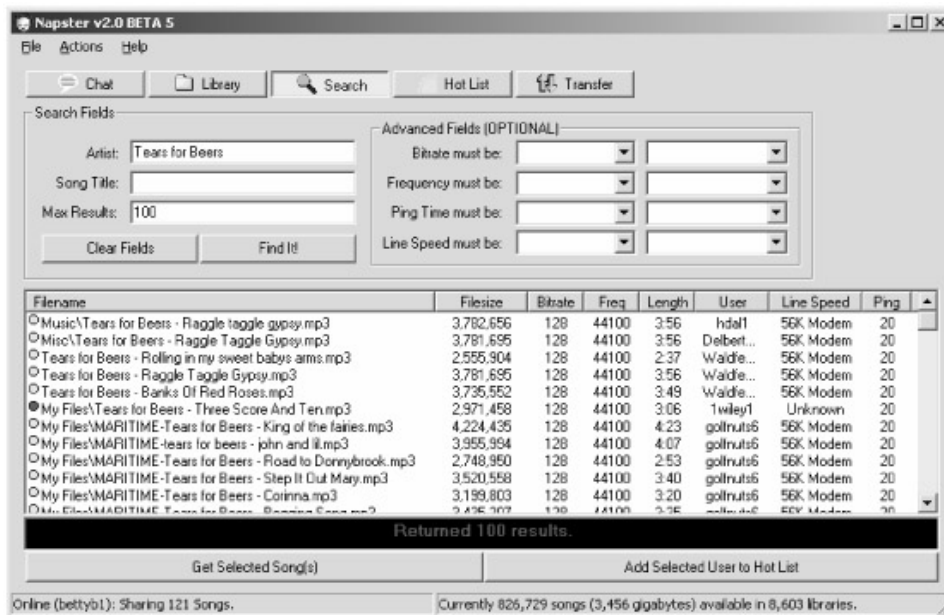 Napster v2.0 BETA 5
File Actions Help
Chat Library Search Hot List Transfer
Search Fields
Advanced Fields (OPTIONAL)
Artist: Tears for Beers
Bitrate must be:
Song Title:
Frequency must be:
Max Results: 100
Ping Time must be:
Clear Fields Find It!
Line Speed must be:
Filename Filesize Bitrate Freq Length User Line Speed Ping
Music\Tears for Beers - Raggle taggle gypsy.mp3 3,782,656 128 44100 3:56 hdal1 56K Modem 20
Misc\Tears for Beers - Raggle Taggle Gypsy.mp3 3,781,695 128 44100 3:56 Delbert... 56K Modem 20
Tears for Beers - Rolling in my sweet babys arms.mp3 2,555,904 128 44100 2:37 Waldfe... 56K Modem 20
Tears for Beers - Raggle Taggle Gypsy.mp3 3,781,695 128 44100 3:56 Waldfe... 56K Modem 20
Tears for Beers - Banks Of Red Roses.mp3 3,735,552 128 44100 3:49 Waldfe... 56K Modem 20
My Files\Tears for Beers - Three Score And Ten.mp3 2,971,458 128 44100 3:06 1wiley1 Unknown 20
My Files\MARITIME-Tears for Beers - King of the fairies.mp3 4,224,435 128 44100 4:23 golfnuts6 56K Modem 20
My Files\MARITIME-tears for beers - john and lil.mp3 3,955,994 128 44100 4:07 golfnuts6 56K Modem 20
My Files\MARITIME-Tears for Beers - Road to Donnybrook.mp3 2,748,950 128 44100 2:53 golfnuts6 56K Modem 20
My Files\MARITIME-Tears for Beers - Step It Out Mary.mp3 3,520,558 128 44100 3:40 golfnuts6 56K Modem 20
My Files\MARITIME-Tears for Beers - Corinna.mp3 3,199,803 128 44100 3:20 golfnuts6 56K Modem 20
My Files\MARITIME-Tears for Beers - Begging Song.mp3 128 44100 golfnuts6 56K Modem 20
Returned 100 results.
Get Selected Song(s) Add Selected User to Hot List
Online (bettyb1): Sharing 121 Songs. Currently 826,729 songs (3,456 gigabytes) available in 8,603 libraries.